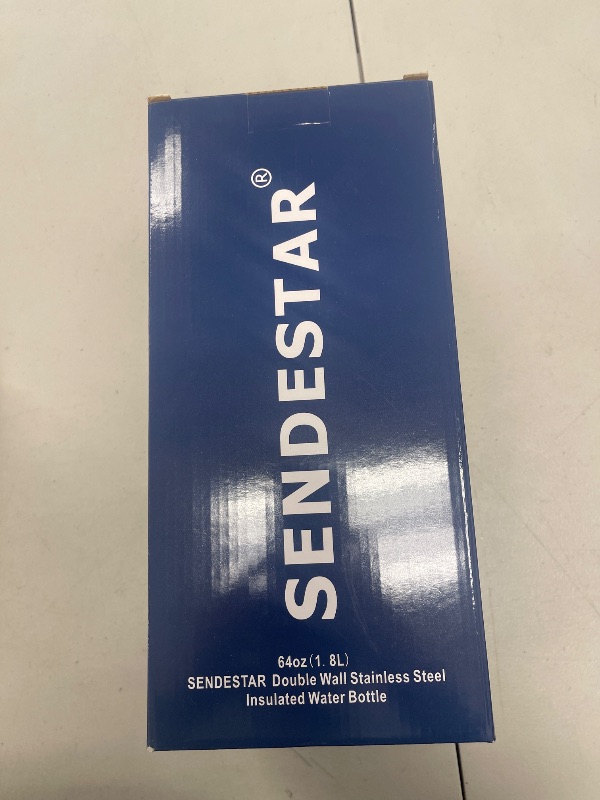 SENDESTAR®
64oz(1. 8L)
SENDESTAR Double Wall Stainless Steel
Insulated Water Bottle